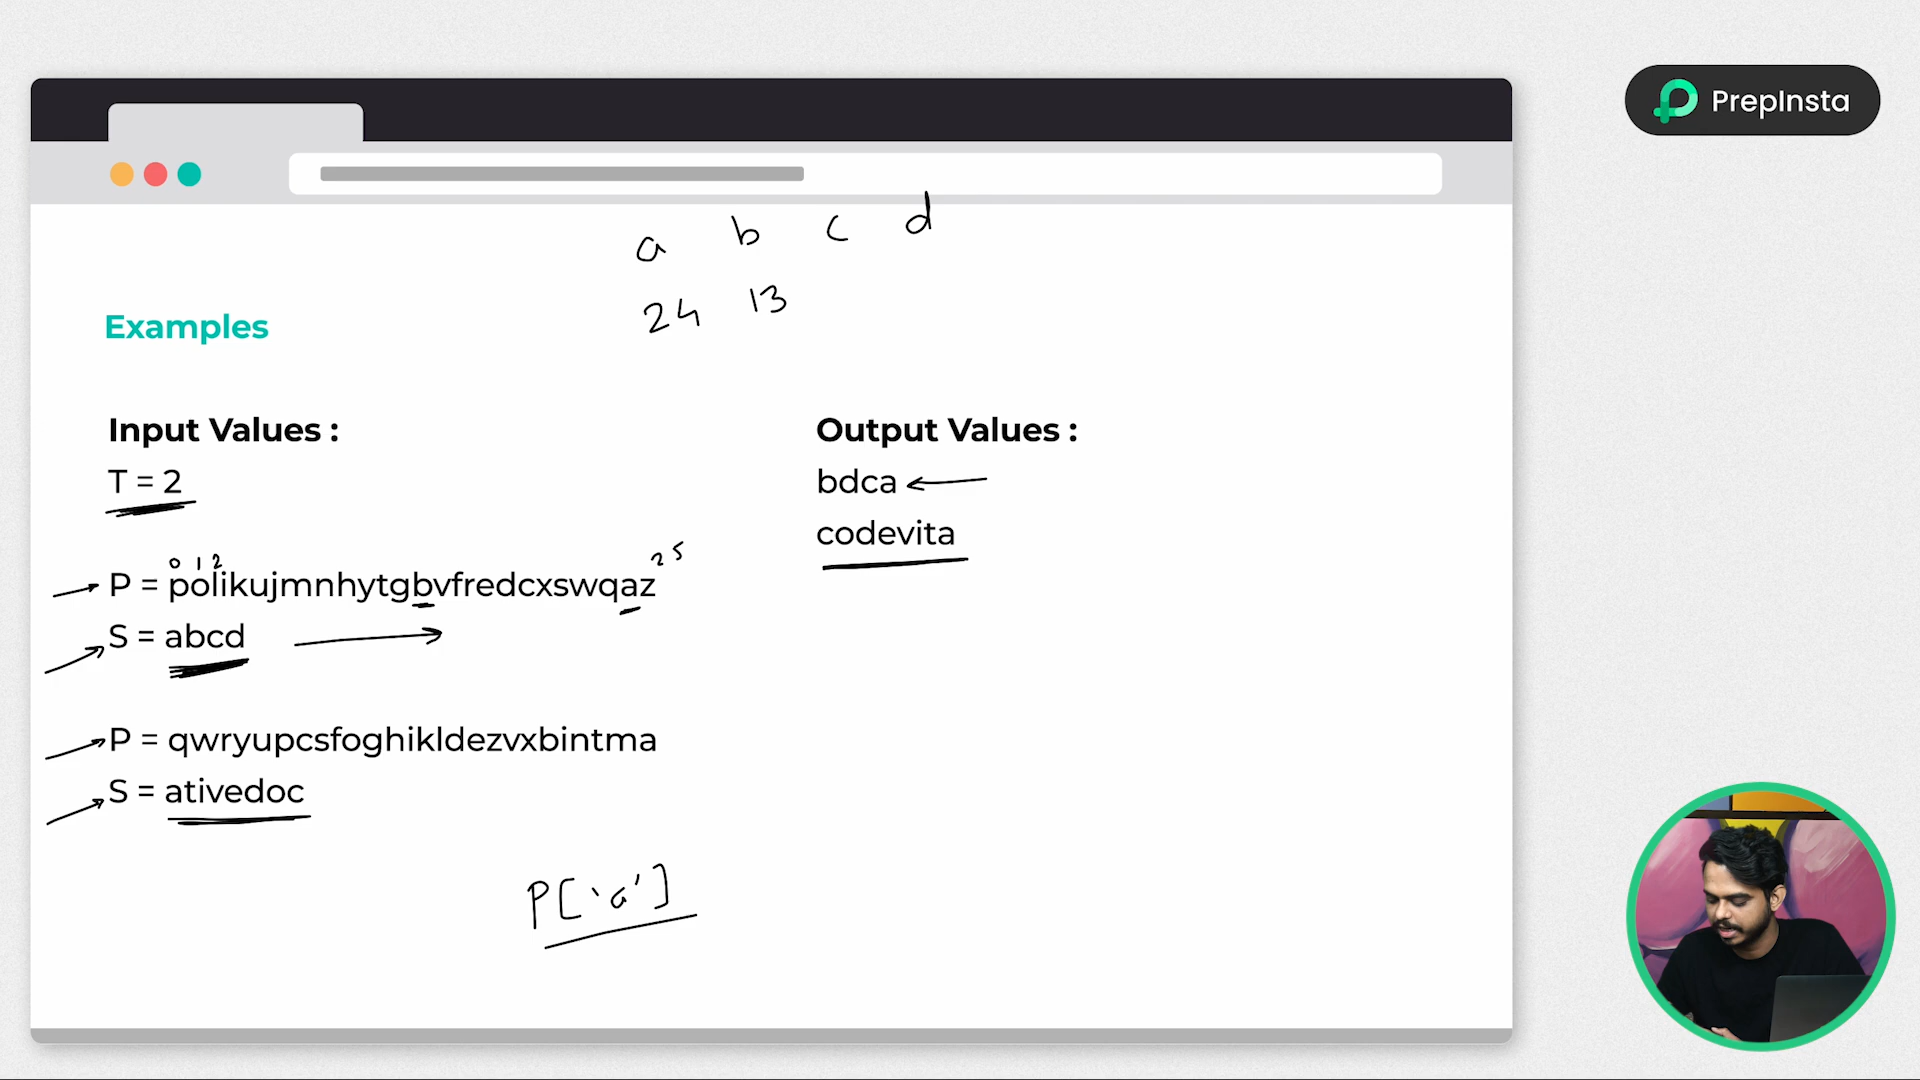 PrepInsta
a b c d
24 13
Examples
Input Values :
Output Values :
T = 2
bdca
codevita
0 1 2 25
P = polikujmnhytgbvfredcxswqaz
S = abcd
P = qwryupcsfoghikldezvxbintma
S = ativedoc
P['a']